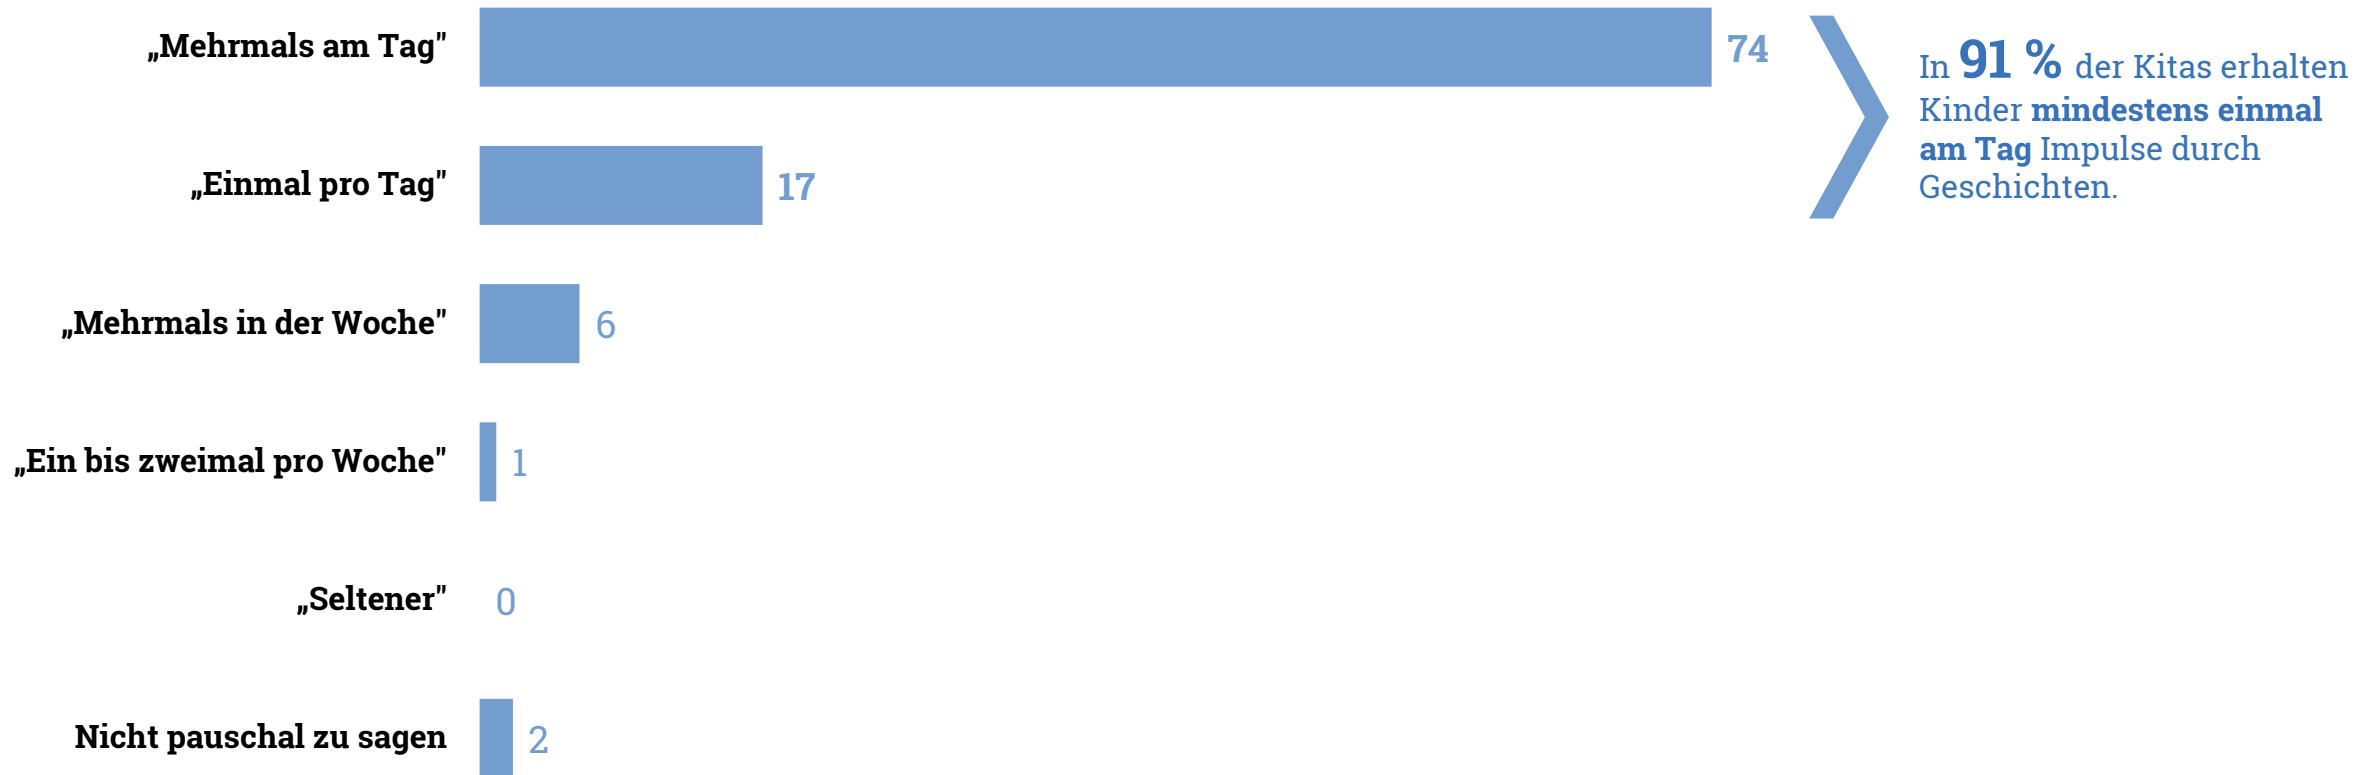 „Mehrmals am Tag"
74
In 91 % der Kitas erhalten
Kinder mindestens einmal
am Tag Impulse durch
Geschichten.
„Einmal pro Tag"
17
„Mehrmals in der Woche"
6
„Ein bis zweimal pro Woche"
1
„Seltener"
0
Nicht pauschal zu sagen
2